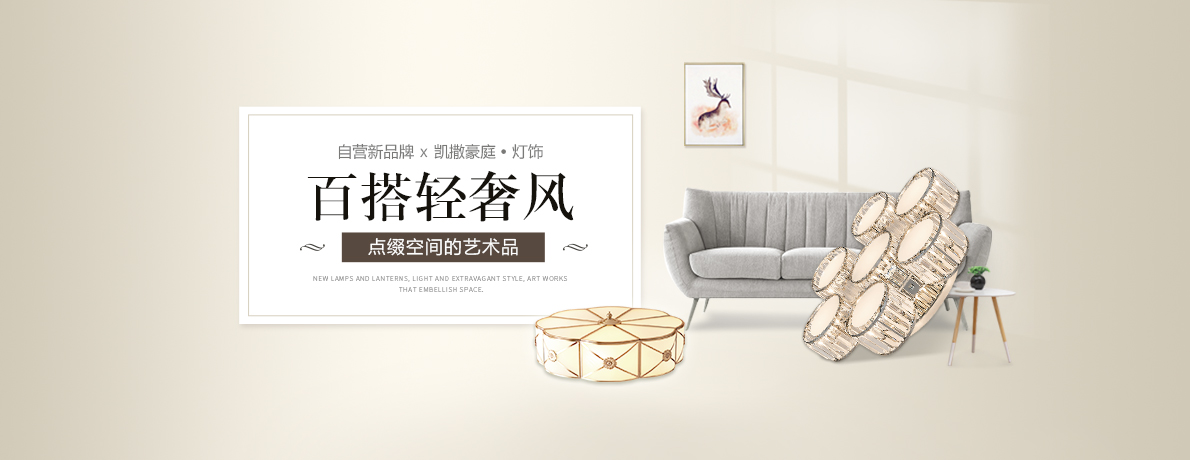 自营新品牌 x 凯撒豪庭 • 灯饰
百搭轻奢风
点缀空间的艺术品
NEW LAMPS AND LANTERNS, LIGHT AND EXTRAVAGANT STYLE, ART WORKS
THAT EMBELLISH SPACE.